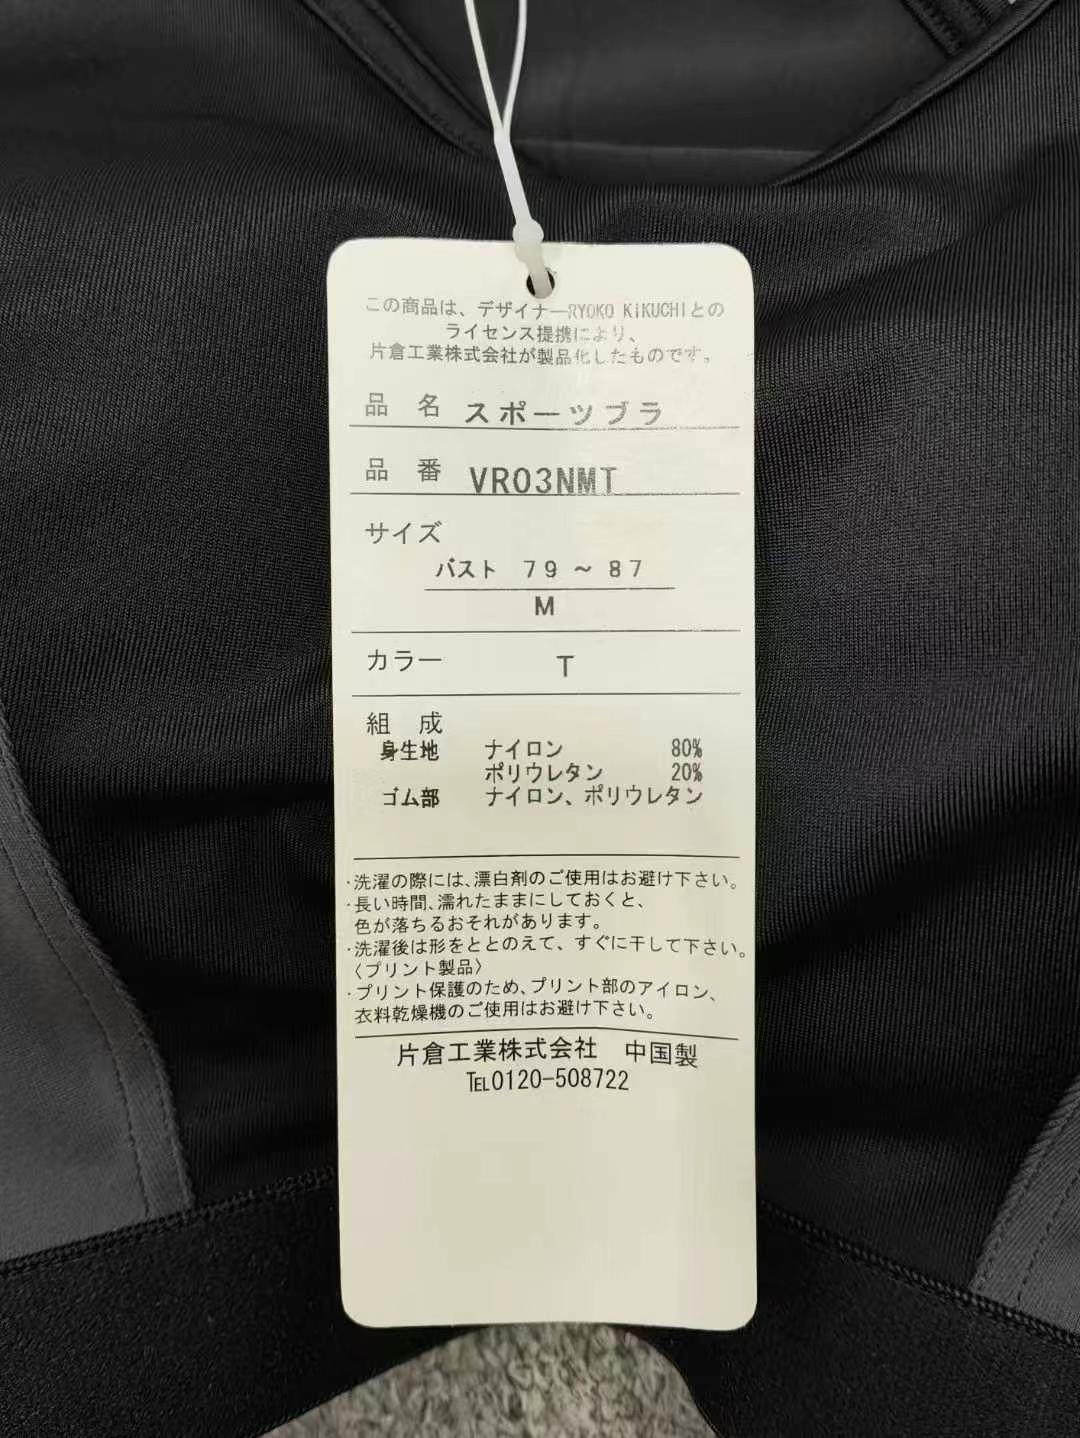 この商品は、デザイナーRYOKO KiKUCHIとの
ライセンス提携により、
片倉工業株式会社が製品化したものです。
品 名 スポーツブラ
品 番 VR03NMT
サイズ
バスト 79～87
M
カラー T
組 成
身生地 ナイロン 80%
ポリウレタン 20%
ゴム部 ナイロン、ポリウレタン
・洗濯の際には、漂白剤のご使用はお避け下さい。
・長い時間、濡れたままにしておくと、
色が落ちるおそれがあります。
・洗濯後は形をととのえて、すぐに干して下さい。
〈プリント製品〉
・プリント保護のため、プリント部のアイロン、
衣料乾燥機のご使用はお避け下さい。
片倉工業株式会社 中国製
TEL0120-508722